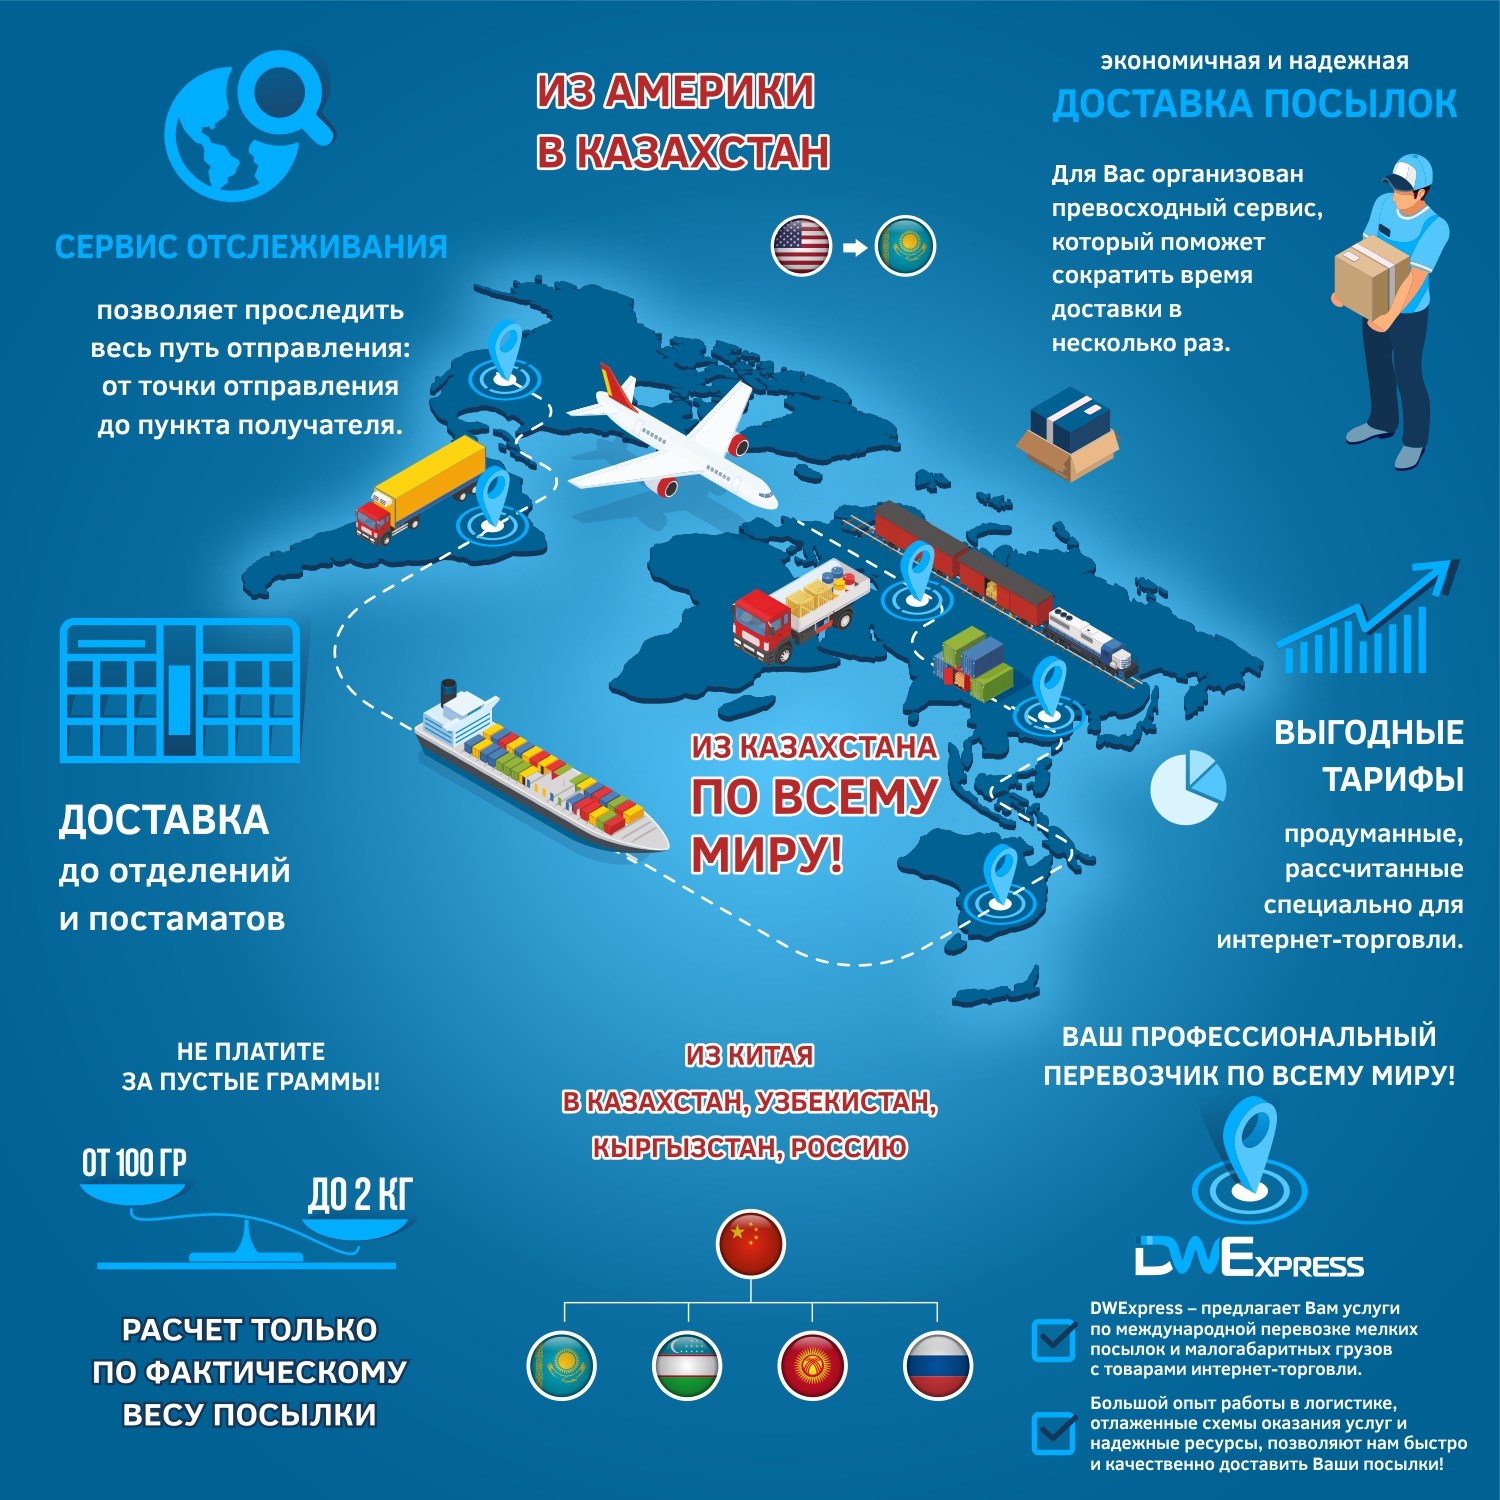 ИЗ АМЕРИКИ
В КАЗАХСТАН
экономичная и надежная
ДОСТАВКА ПОСЫЛОК
Для Вас организован
превосходный сервис,
который поможет
сократить время
доставки в
несколько раз.
СЕРВИС ОТСЛЕЖИВАНИЯ
позволяет проследить
весь путь отправления:
от точки отправления
до пункта получателя.
ДОСТАВКА
до отделений
и постаматов
ИЗ КАЗАХСТАНА
ПО ВСЕМУ
МИРУ!
ВЫГОДНЫЕ
ТАРИФЫ
продуманные,
рассчитанные
специально для
интернет-торговли.
НЕ ПЛАТИТЕ
ЗА ПУСТЫЕ ГРАММЫ!
ОТ 100 ГР
ДО 2 КГ
РАСЧЕТ ТОЛЬКО
ПО ФАКТИЧЕСКОМУ
ВЕСУ ПОСЫЛКИ
ИЗ КИТАЯ
В КАЗАХСТАН, УЗБЕКИСТАН,
КЫРГЫЗСТАН, РОССИЮ
ВАШ ПРОФЕССИОНАЛЬНЫЙ
ПЕРЕВОЗЧИК ПО ВСЕМУ МИРУ!
DWEXPRESS
DWExpress – предлагает Вам услуги
по международной перевозке мелких
посылок и малогабаритных грузов
с товарами интернет-торговли.
Большой опыт работы в логистике,
отлаженные схемы оказания услуг и
надежные ресурсы, позволяют нам быстро
и качественно доставить Ваши посылки!